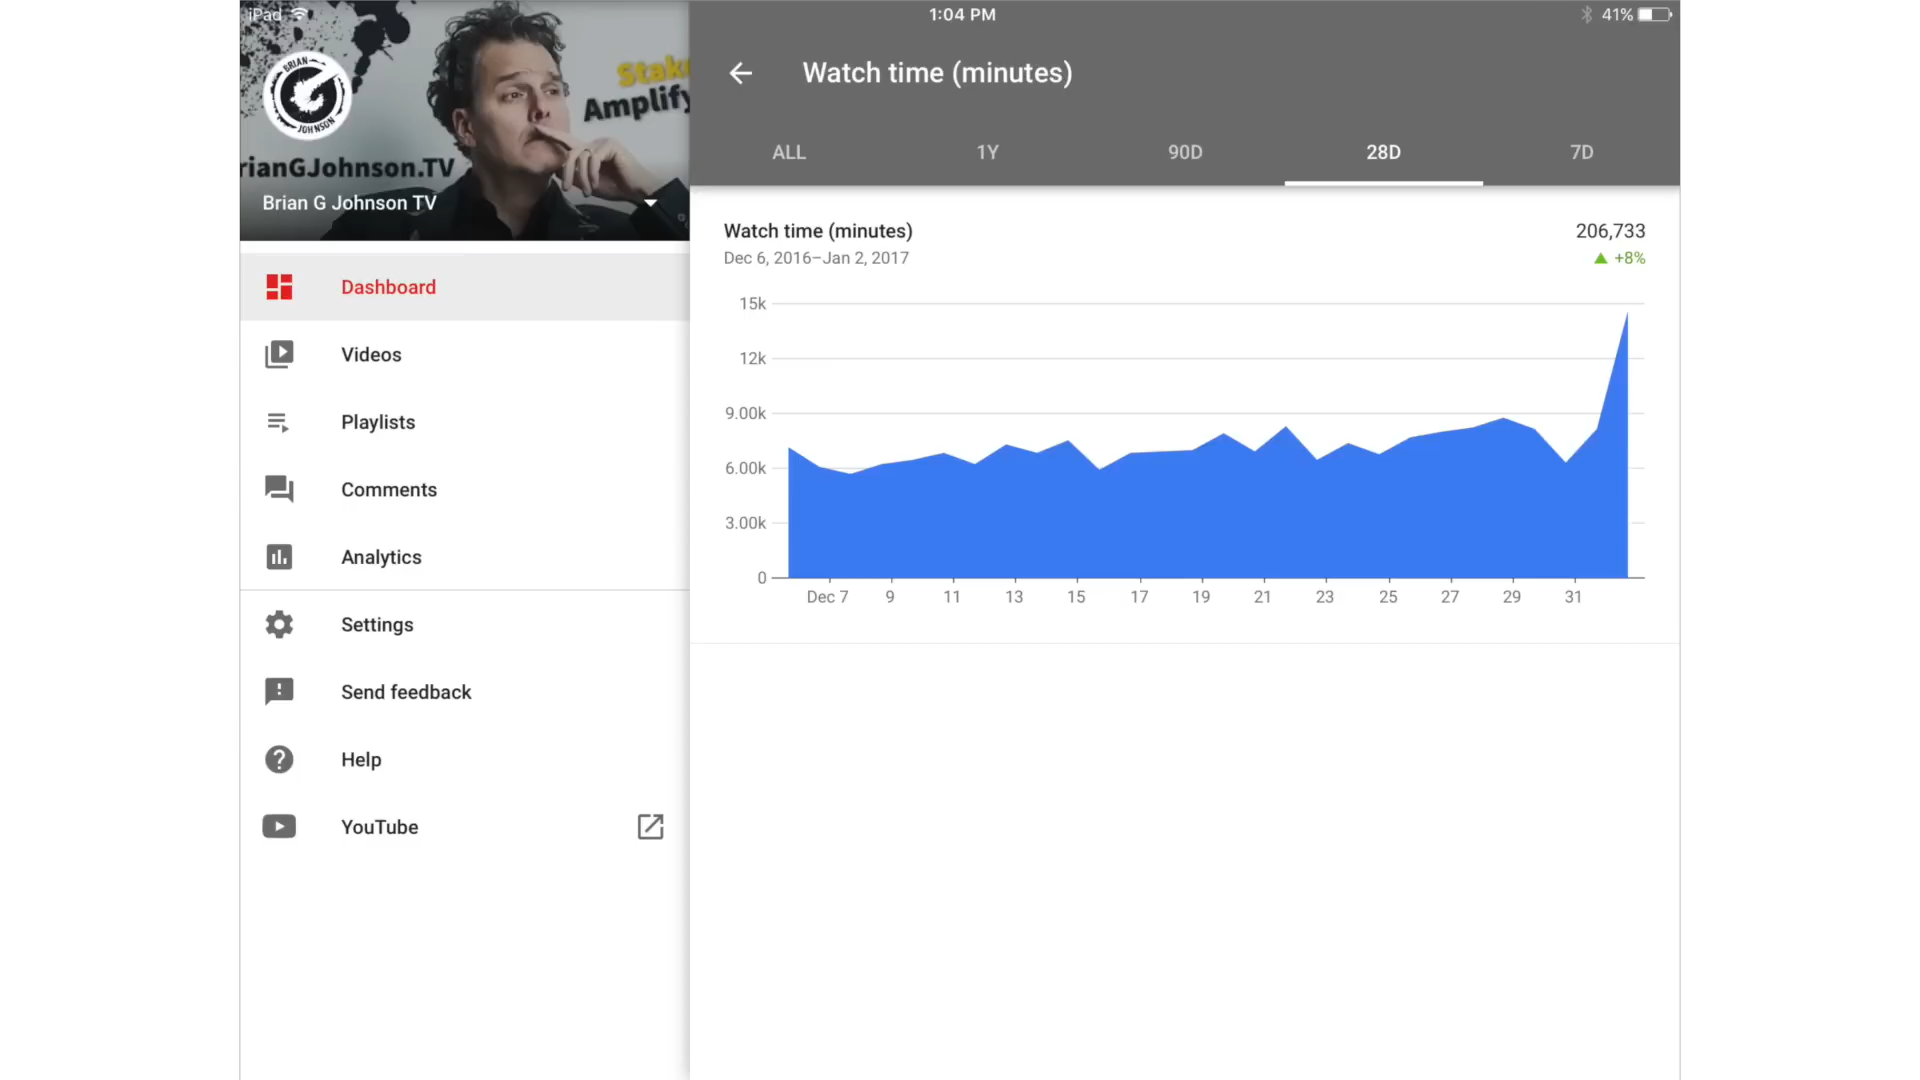 iPad
1:04 PM
41%
BRIAN
JOHNSON
Stak
Amplify
rianGJohnson.TV
Brian G Johnson TV
Dashboard
Videos
Playlists
Comments
Analytics
Settings
Send feedback
Help
YouTube
Watch time (minutes)
ALL 1Y 90D 28D 7D
Watch time (minutes) 206,733
Dec 6, 2016–Jan 2, 2017 +8%
15k
12k
9.00k
6.00k
3.00k
0
Dec 7 9 11 13 15 17 19 21 23 25 27 29 31